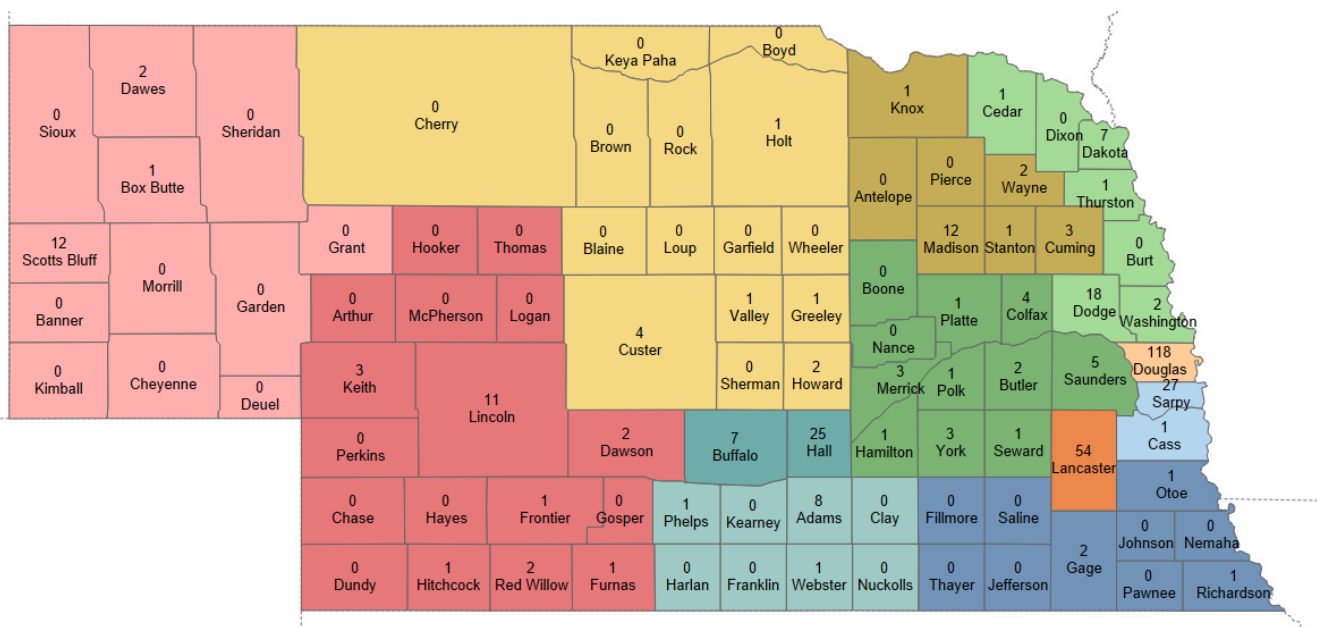 0
Sioux
2
Dawes
0
Sheridan
1
Box Butte
12
Scotts Bluff
0
Banner
0
Kimball
0
Morrill
0
Cheyenne
0
Garden
0
Deuel
0
Grant
0
Cherry
0
Keya Paha
0
Boyd
0
Brown
0
Rock
1
Holt
0
Blaine
0
Loup
0
Garfield
0
Wheeler
4
Custer
1
Valley
1
Greeley
0
Sherman
2
Howard
0
Hooker
0
Thomas
0
Arthur
0
McPherson
0
Logan
3
Keith
11
Lincoln
0
Perkins
2
Dawson
0
Chase
0
Hayes
1
Frontier
0
Gosper
0
Dundy
1
Hitchcock
2
Red Willow
1
Furnas
7
Buffalo
25
Hall
1
Phelps
0
Kearney
8
Adams
0
Clay
0
Harlan
0
Franklin
1
Webster
0
Nuckolls
1
Knox
0
Antelope
0
Pierce
2
Wayne
12
Madison
1
Stanton
3
Cuming
1
Cedar
0
Dixon
7
Dakota
1
Thurston
0
Burt
18
Dodge
2
Washington
0
Boone
0
Nance
1
Platte
4
Colfax
3
Merrick
1
Polk
2
Butler
5
Saunders
1
Hamilton
3
York
1
Seward
118
Douglas
27
Sarpy
1
Cass
54
Lancaster
1
Otoe
0
Fillmore
0
Saline
0
Thayer
0
Jefferson
2
Gage
0
Johnson
0
Nemaha
0
Pawnee
1
Richardson